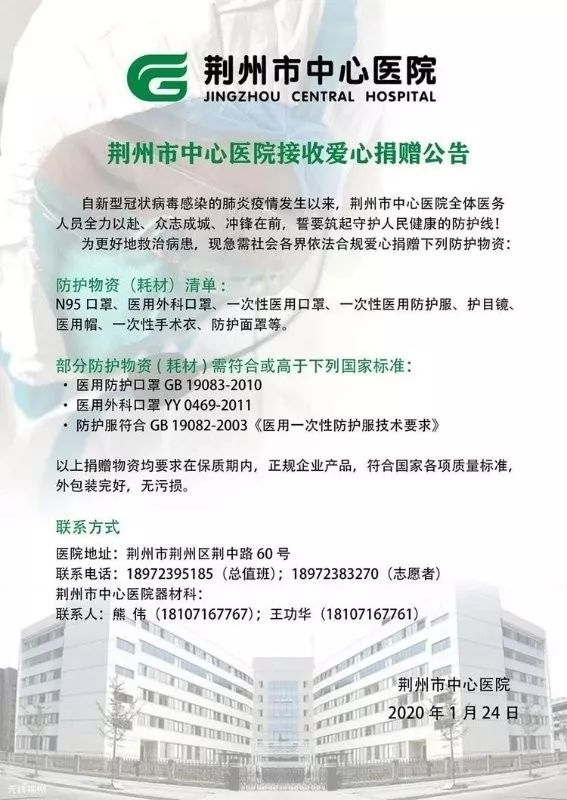 荆州市中心医院
JINGZHOU CENTRAL HOSPITAL
荆州市中心医院接收爱心捐赠公告
自新型冠状病毒感染的肺炎疫情发生以来，荆州市中心医院全体医务
人员全力以赴、众志成城、冲锋在前，誓要筑起守护人民健康的防护线！
为更好地救治病患，现急需社会各界依法合规爱心捐赠下列防护物资：
防护物资（耗材）清单：
N95 口罩、医用外科口罩、一次性医用口罩、一次性医用防护服、护目镜、
医用帽、一次性手术衣、防护面罩等。
部分防护物资（耗材）需符合或高于下列国家标准：
· 医用防护口罩 GB 19083-2010
· 医用外科口罩 YY 0469-2011
· 防护服符合 GB 19082-2003《医用一次性防护服技术要求》
以上捐赠物资均要求在保质期内，正规企业产品，符合国家各项质量标准，
外包装完好，无污损。
联系方式
医院地址：荆州市荆州区荆中路 60 号
联系电话：18972395185（总值班）；18972383270（志愿者）
荆州市中心医院器材料：
联系人：熊 伟（18107167767）；王功华（18107167761）
荆州市中心医院
2020 年 1 月 24 日